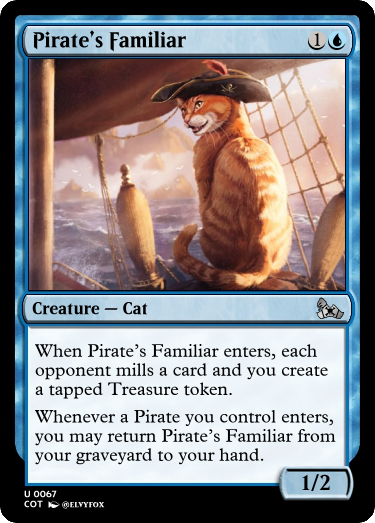 Pirate's Familiar 1
Creature — Cat
When Pirate's Familiar enters, each
opponent mills a card and you create
a tapped Treasure token.
Whenever a Pirate you control enters,
you may return Pirate's Familiar from
your graveyard to your hand.
1/2
U 0067
COT @ELVYFOX